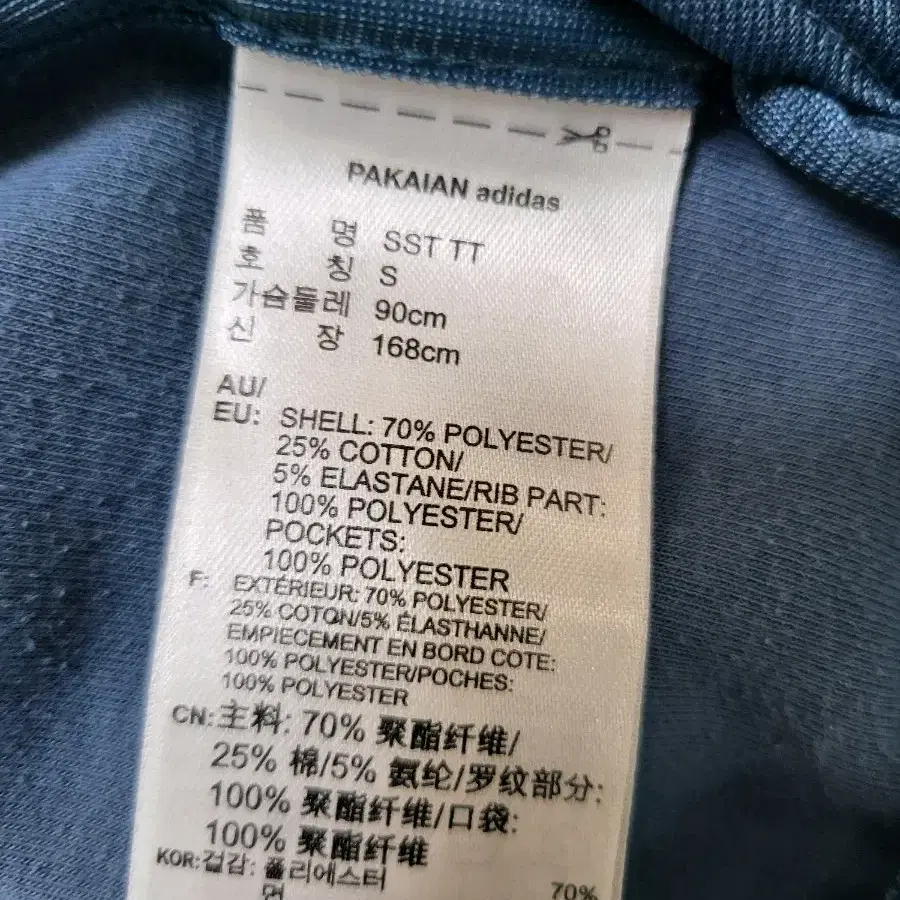 PAKAIAN adidas
품 명 SST TT
호 칭 S
가슴둘레 90cm
신 장 168cm
AU/
EU: SHELL: 70% POLYESTER/
25% COTTON/
5% ELASTANE/RIB PART:
100% POLYESTER/
POCKETS:
100% POLYESTER
F: EXTÉRIEUR: 70% POLYESTER/
25% COTON/5% ÉLASTHANNE/
EMPIECEMENT EN BORD COTE:
100% POLYESTER/POCHES:
100% POLYESTER
CN: 主料: 70% 聚酯纤维/
25% 棉/5% 氨纶/罗纹部分:
100% 聚酯纤维/口袋:
100% 聚酯纤维
KOR: 겉감: 폴리에스터
면 70%